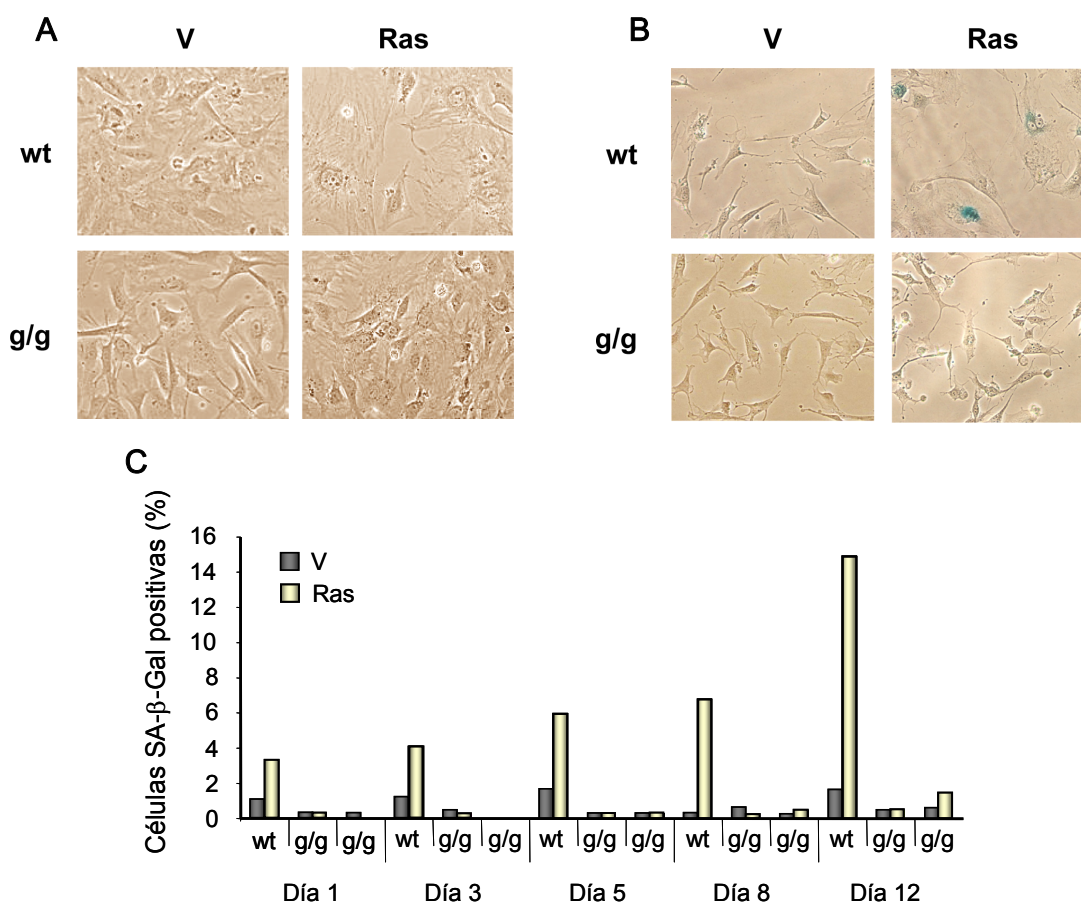 A
V
Ras
wt
g/g
B
V
Ras
wt
g/g
C
Células SA-β-Gal positivas (%)
16
14
12
10
8
6
4
2
0
V
Ras
wt g/g g/g wt g/g g/g wt g/g g/g wt g/g g/g wt g/g g/g
Día 1 Día 3 Día 5 Día 8 Día 12